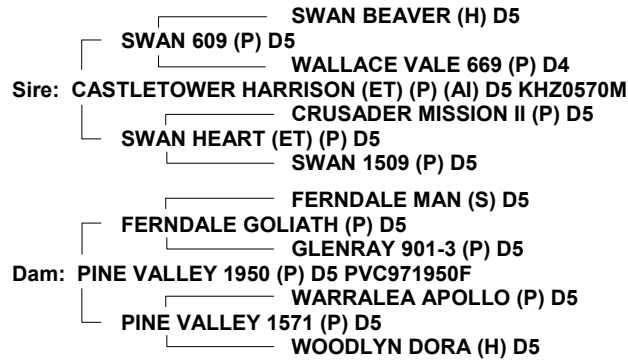 SWAN BEAVER (H) D5
SWAN 609 (P) D5
WALLACE VALE 669 (P) D4
Sire: CASTLETOWER HARRISON (ET) (P) (AI) D5 KHZ0570M
CRUSADER MISSION II (P) D5
SWAN HEART (ET) (P) D5
SWAN 1509 (P) D5
FERNDALE MAN (S) D5
FERNDALE GOLIATH (P) D5
GLENRAY 901-3 (P) D5
Dam: PINE VALLEY 1950 (P) D5 PVC971950F
WARRALEA APOLLO (P) D5
PINE VALLEY 1571 (P) D5
WOODLYN DORA (H) D5